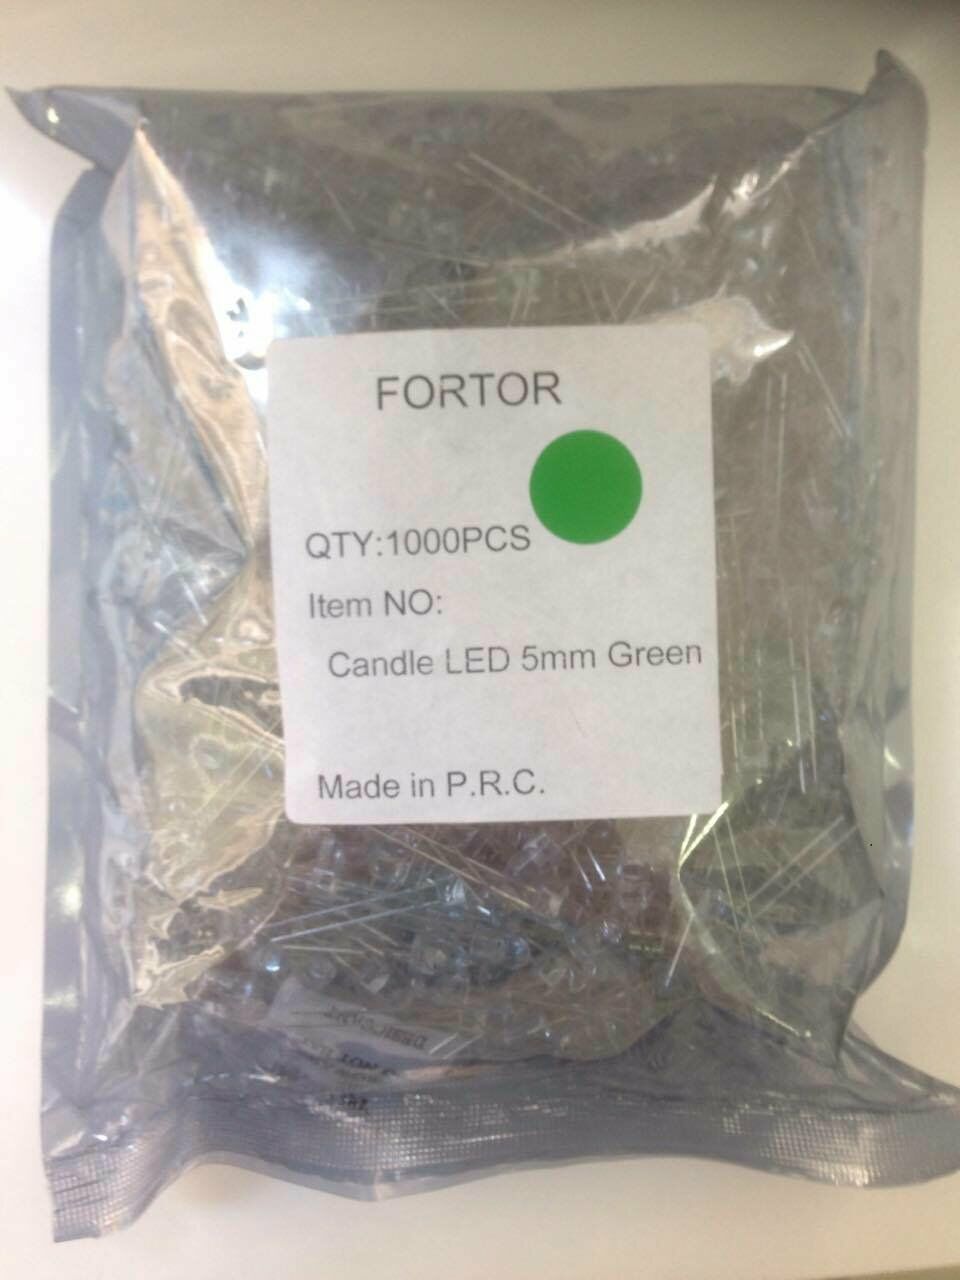 FORTOR
QTY:1000PCS
Item NO:
Candle LED 5mm Green
Made in P.R.C.